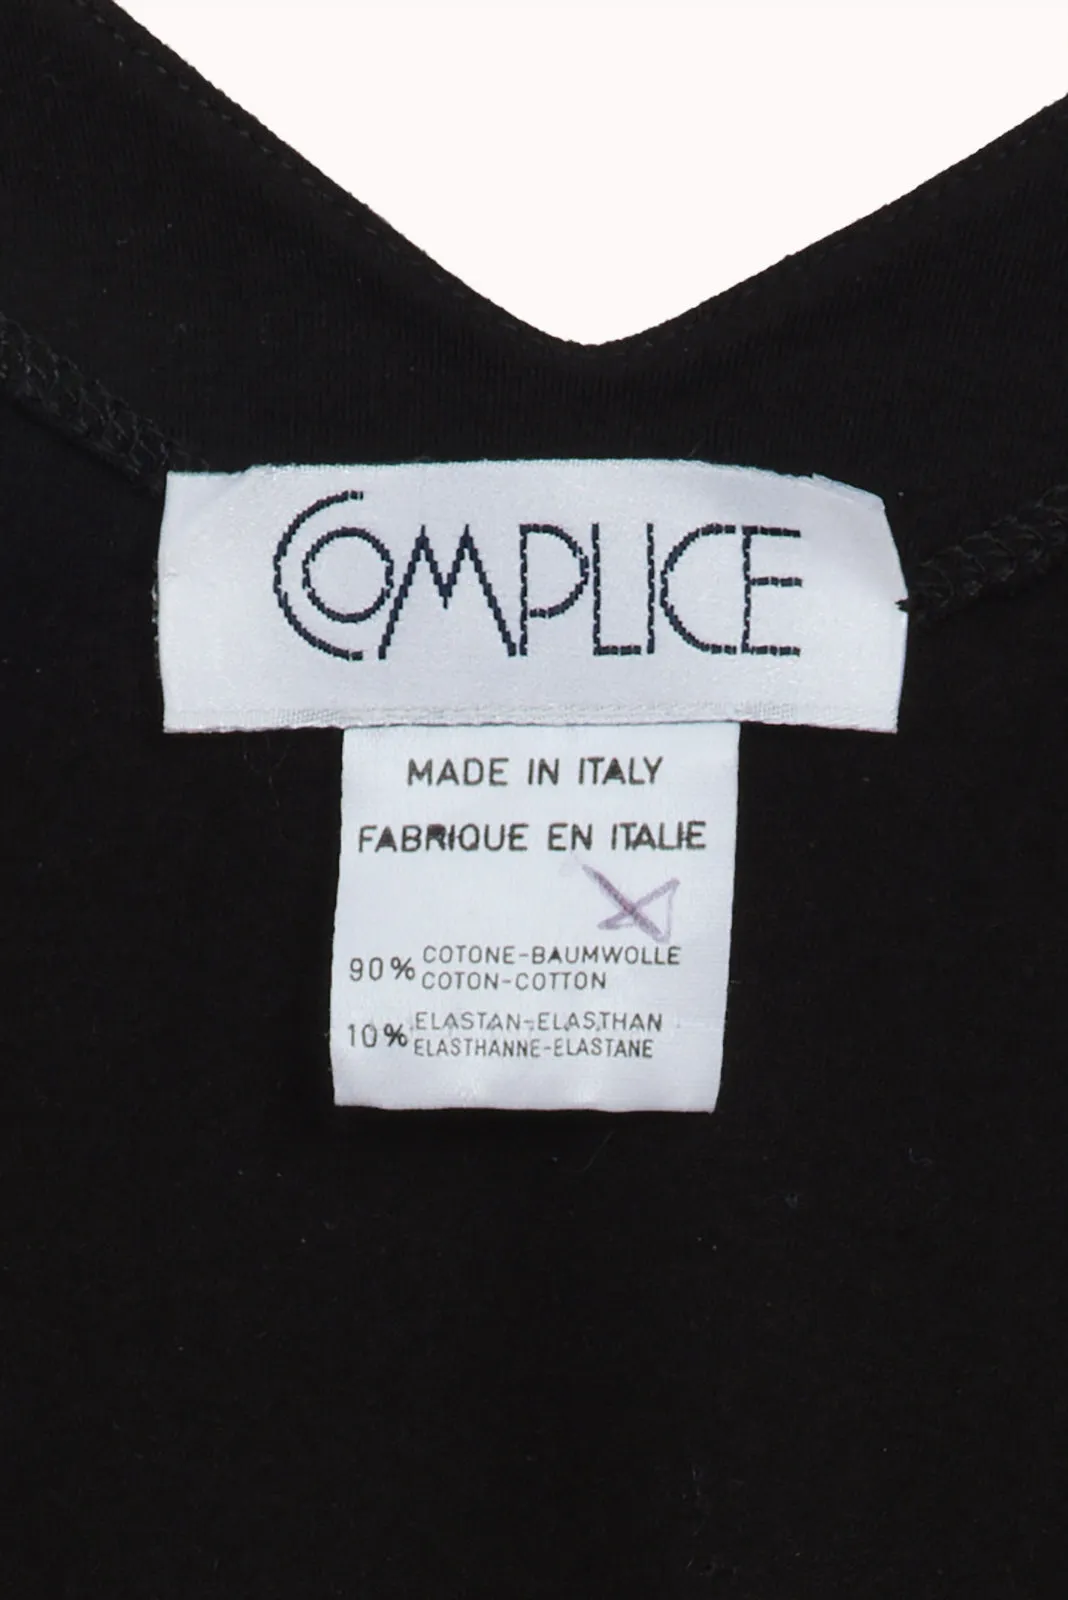 COMPLICE
MADE IN ITALY
FABRIQUE EN ITALIE
90% COTONE-BAUMWOLLE
COTON-COTTON
10% ELASTAN-ELASTHAN
ELASTHANNE-ELASTANE